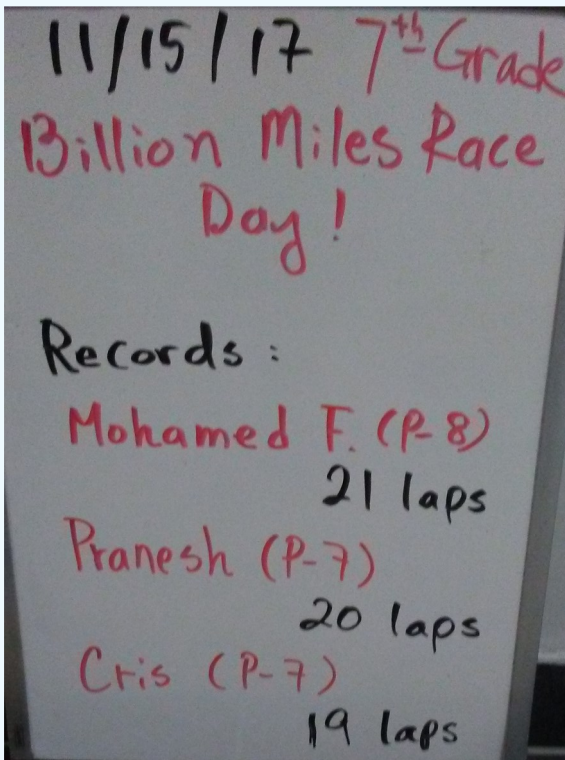 11/15/17 7th Grade
Billion Miles Race
Day!
Records:
Mohamed F. (P-8)
21 laps
Pranesh (P-7)
20 laps
Cris (P-7)
19 laps